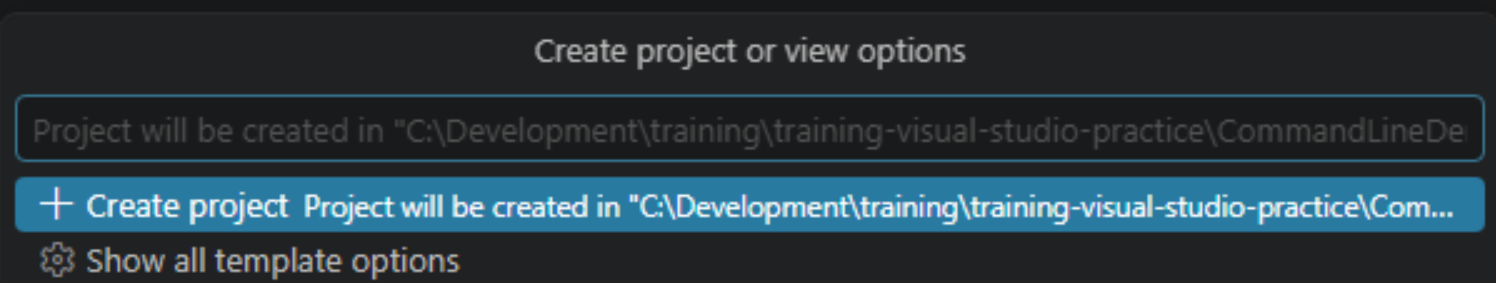 Create project or view options
Project will be created in "C:\Development\training\training-visual-studio-practice\CommandLineDe
Create project Project will be created in "C:\Development\training\training-visual-studio-practice\Com...
Show all template options